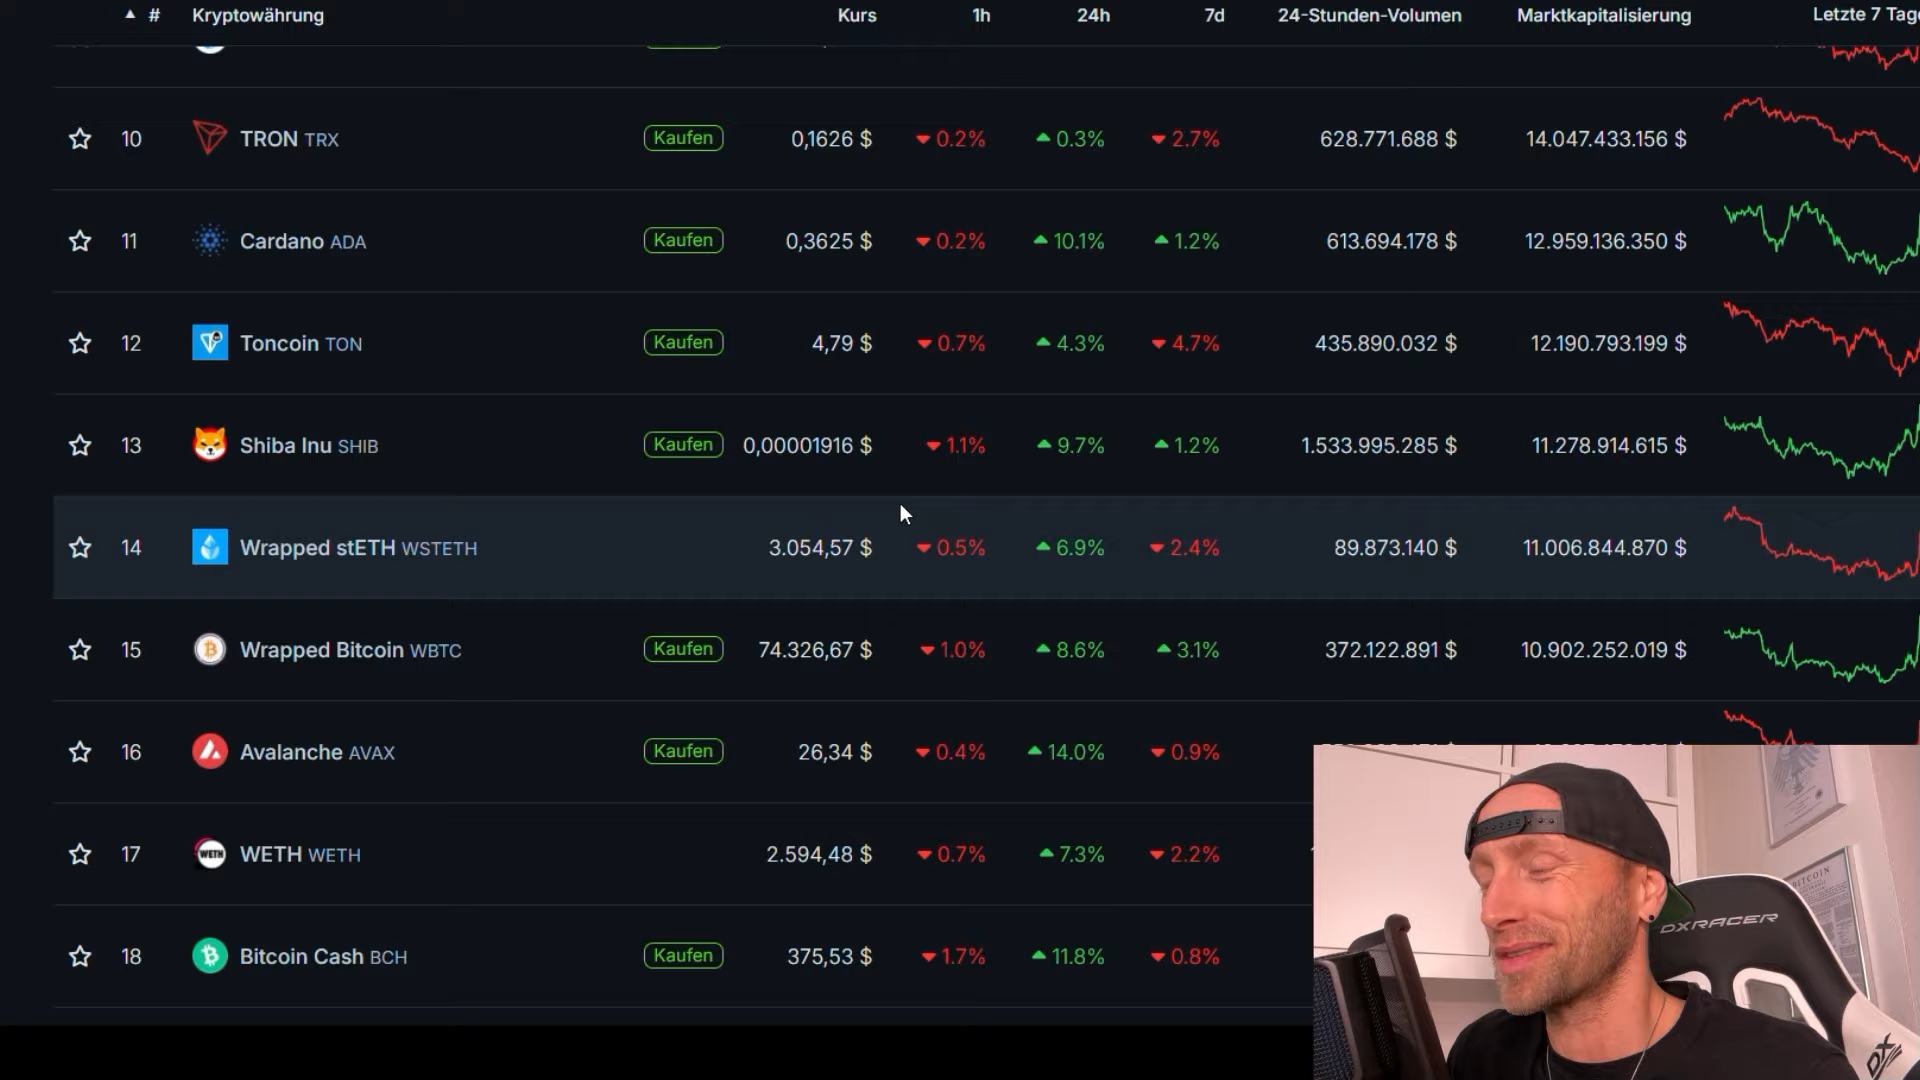 ▲ # Kryptowährung Kurs 1h 24h 7d 24-Stunden-Volumen Marktkapitalisierung Letzte 7 Tage
10 TRON TRX Kaufen 0,1626 $ 0.2% 0.3% 2.7% 628.771.688 $ 14.047.433.156 $
11 Cardano ADA Kaufen 0,3625 $ 0.2% 10.1% 1.2% 613.694.178 $ 12.959.136.350 $
12 Toncoin TON Kaufen 4,79 $ 0.7% 4.3% 4.7% 435.890.032 $ 12.190.793.199 $
13 Shiba Inu SHIB Kaufen 0,00001916 $ 1.1% 9.7% 1.2% 1.533.995.285 $ 11.278.914.615 $
14 Wrapped stETH WSTETH 3.054,57 $ 0.5% 6.9% 2.4% 89.873.140 $ 11.006.844.870 $
15 Wrapped Bitcoin WBTC Kaufen 74.326,67 $ 1.0% 8.6% 3.1% 372.122.891 $ 10.902.252.019 $
16 Avalanche AVAX Kaufen 26,34 $ 0.4% 14.0% 0.9%
17 WETH WETH WETH 2.594,48 $ 0.7% 7.3% 2.2%
18 Bitcoin Cash BCH Kaufen 375,53 $ 1.7% 11.8% 0.8%
BITCOIN
DXRACER
DX